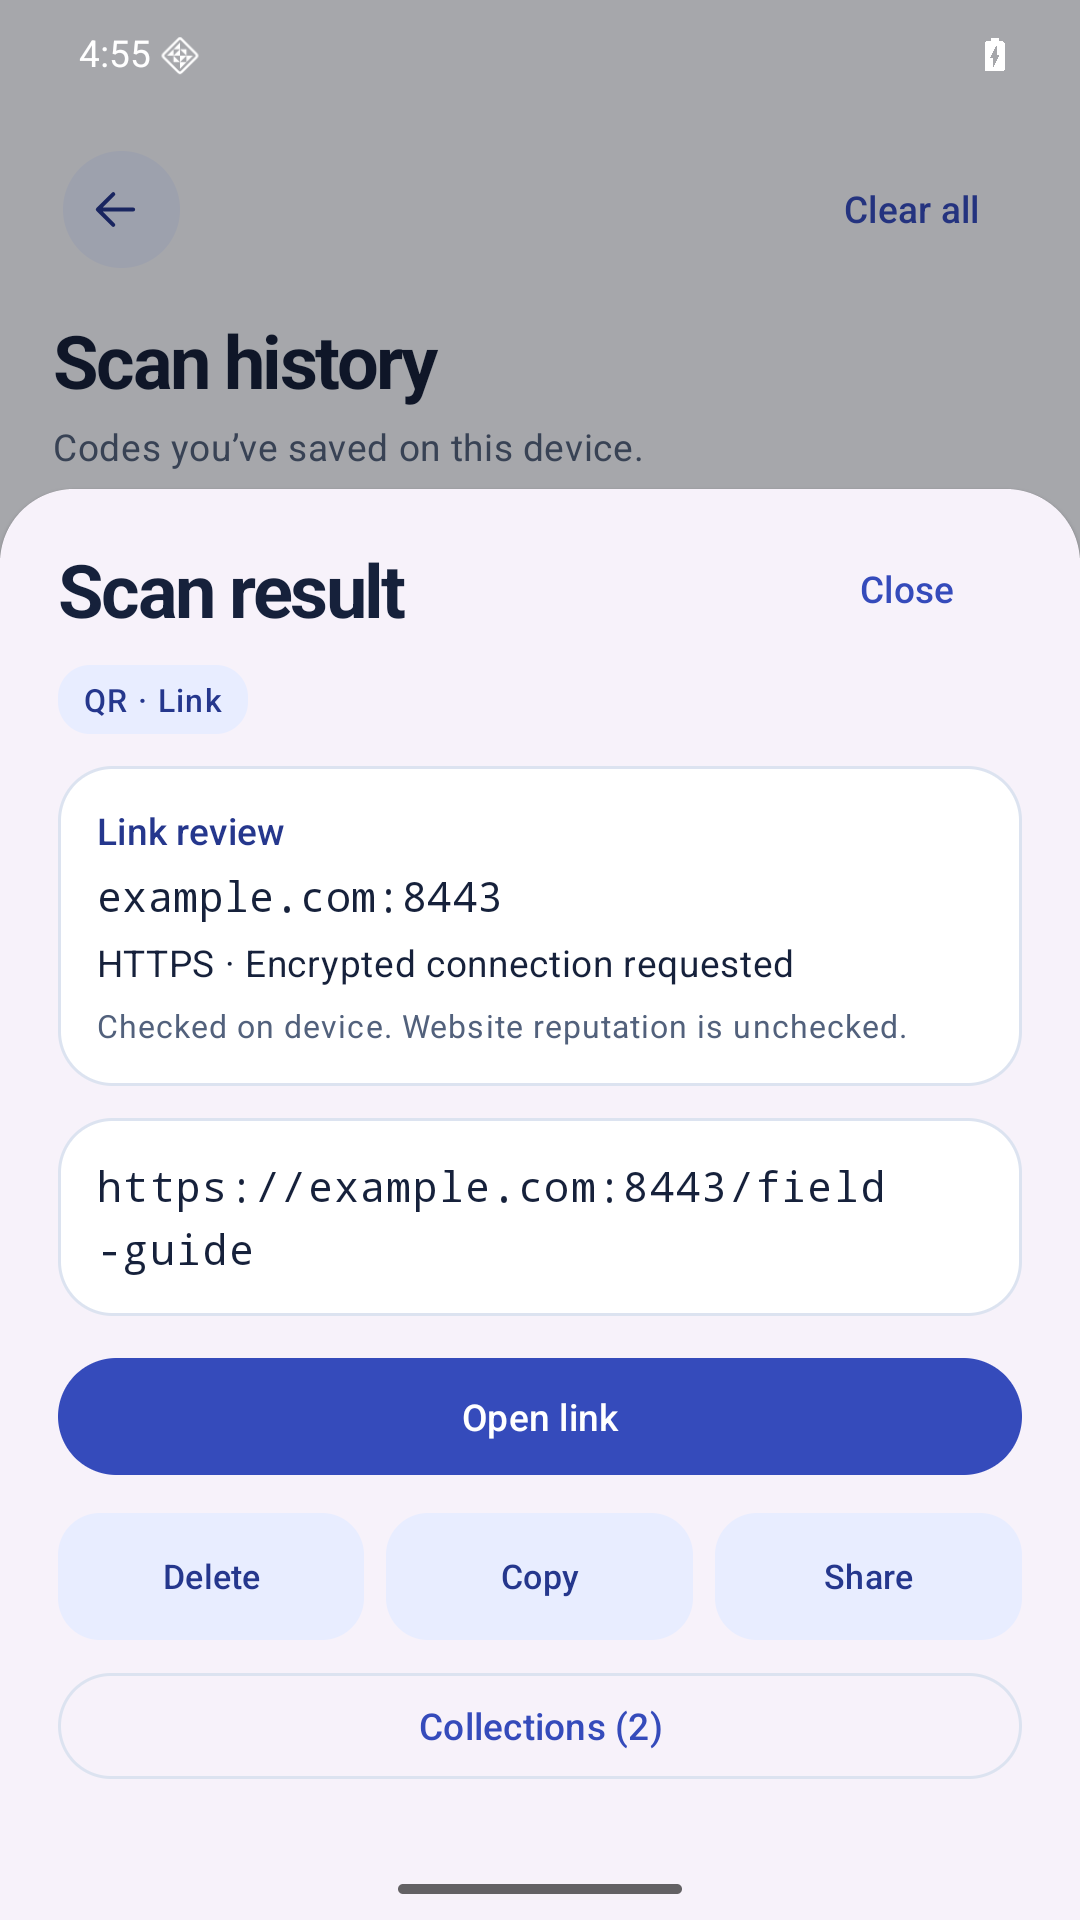 4:55
Clear all
Scan history
Codes you’ve saved on this device.
Scan result
Close
QR · Link
Link review
example.com:8443
HTTPS · Encrypted connection requested
Checked on device. Website reputation is unchecked.
https://example.com:8443/field
-guide
Open link
Delete
Copy
Share
Collections (2)